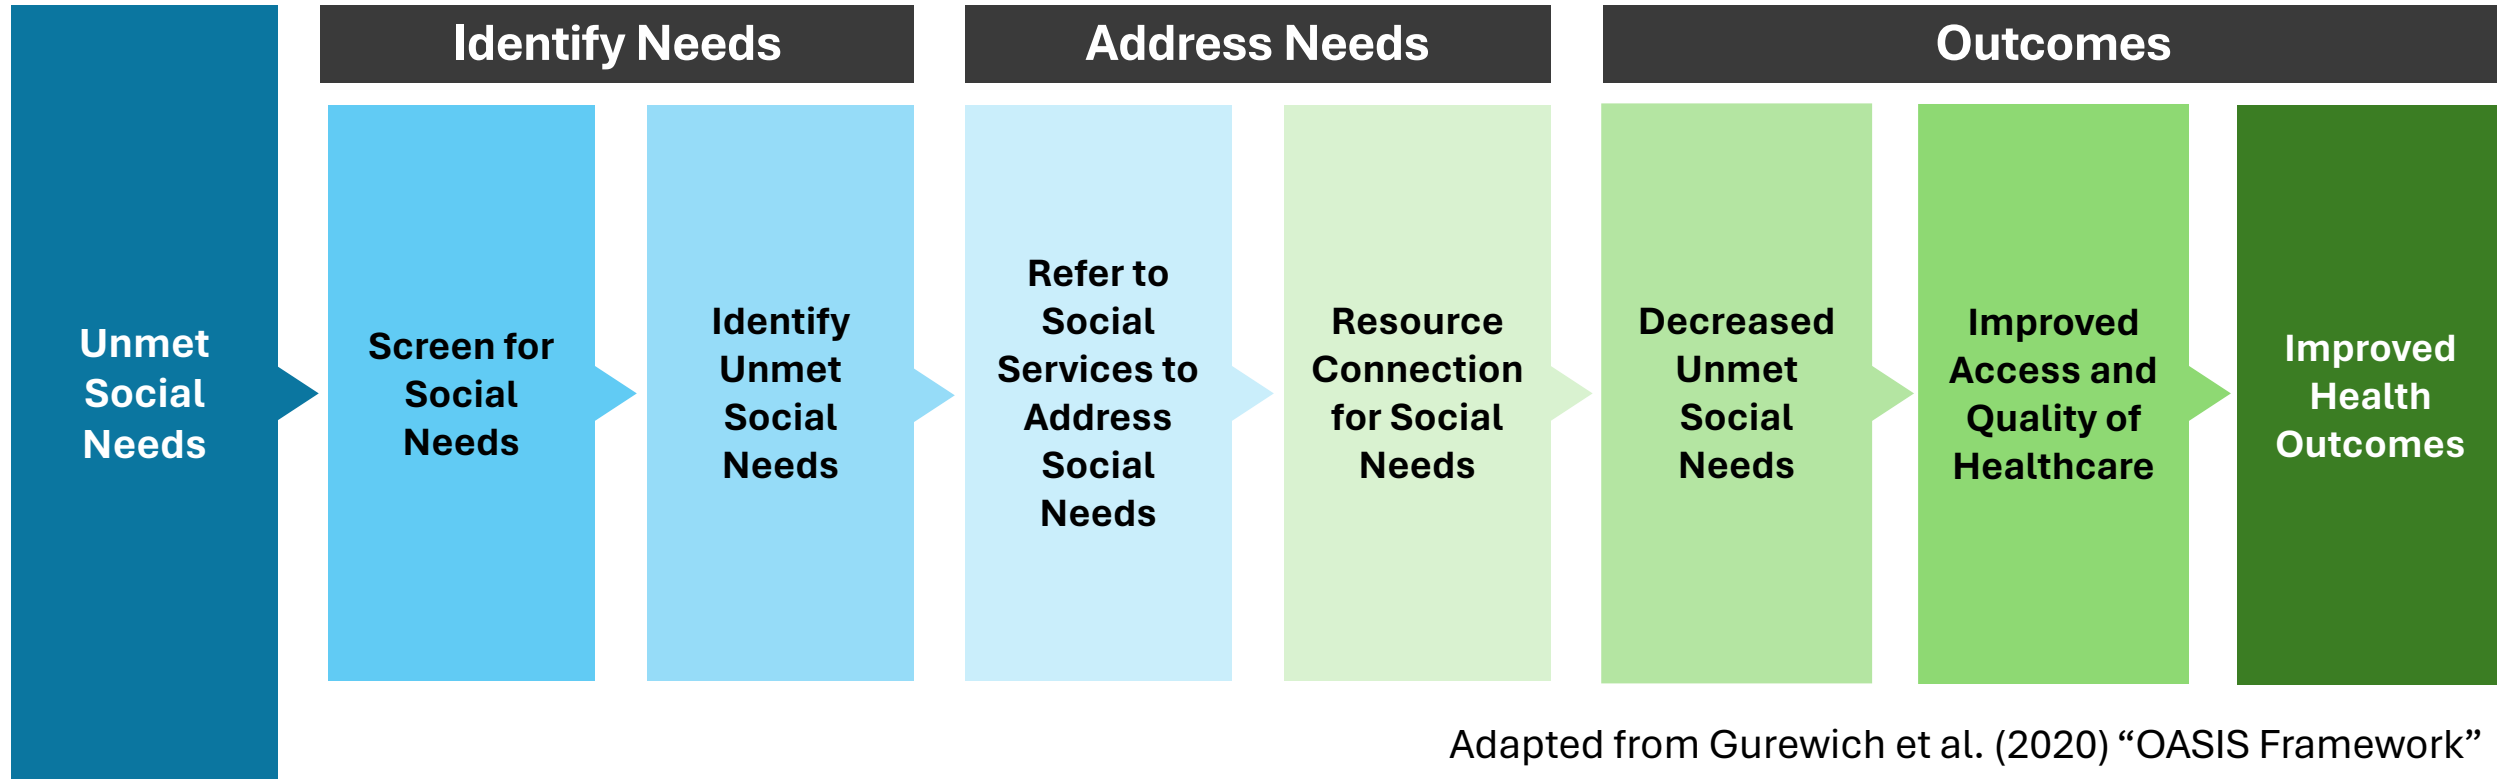 Identify Needs
Address Needs
Outcomes
Unmet
Social
Needs
Screen for
Social
Needs
Identify
Unmet
Social
Needs
Refer to
Social
Services to
Address
Social
Needs
Resource
Connection
for Social
Needs
Decreased
Unmet
Social
Needs
Improved
Access and
Quality of
Healthcare
Improved
Health
Outcomes
Adapted from Gurewich et al. (2020) “OASIS Framework”